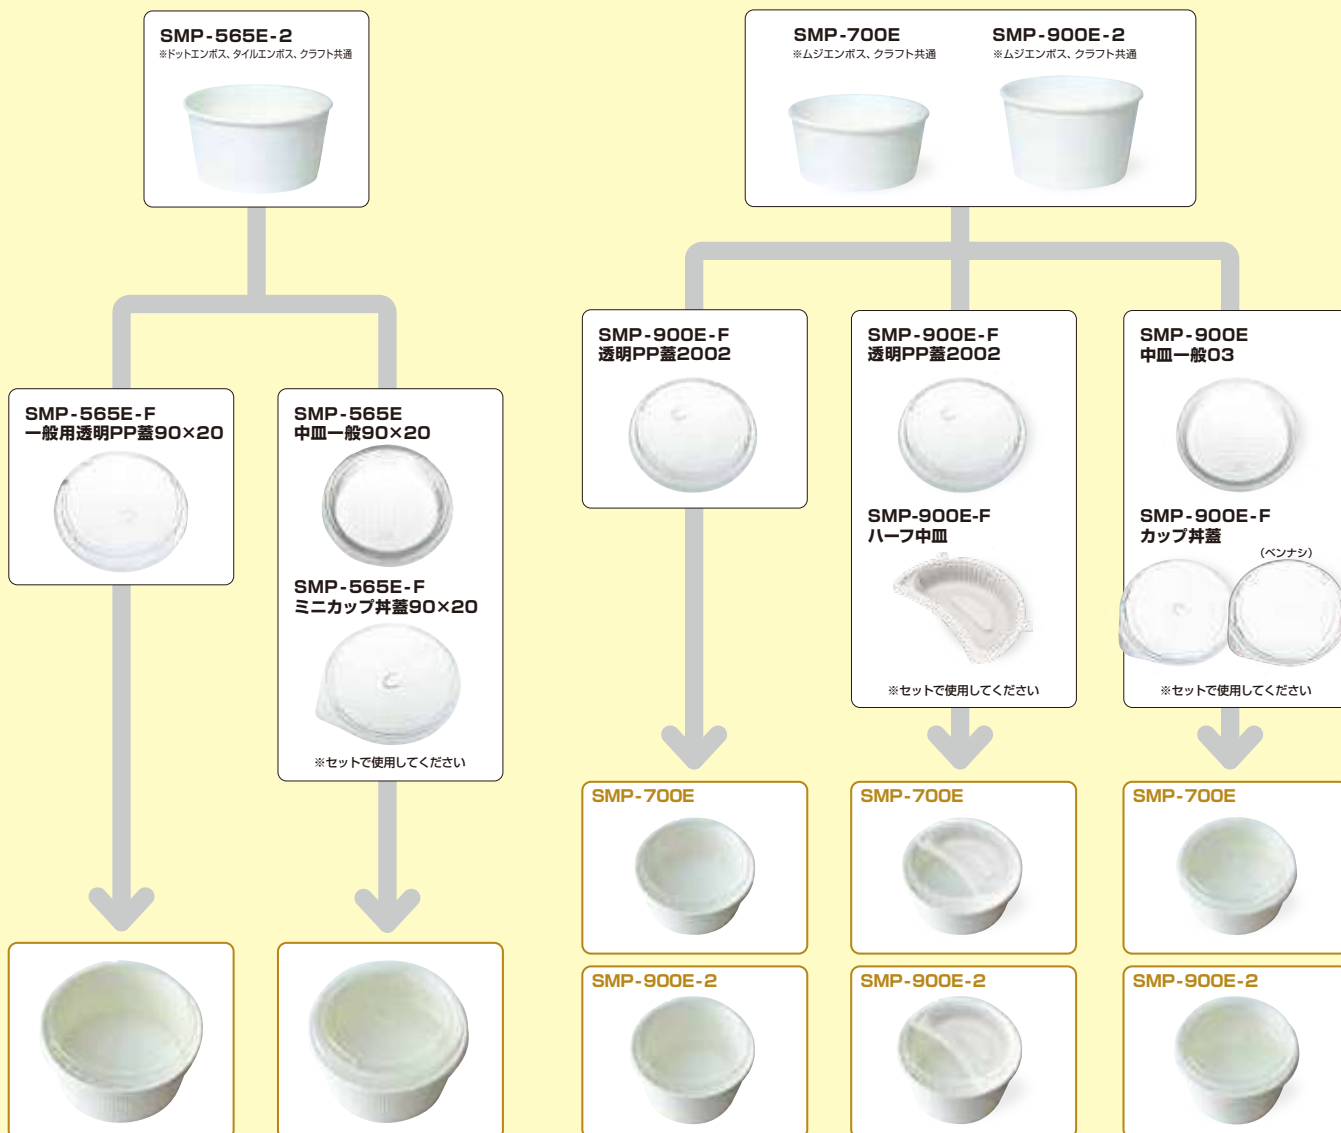 SMP-565E-2
※ドットエンボス、タイルエンボス、クラフト共通
SMP-565E-F
一般用透明PP蓋90×20
SMP-565E
中皿一般90×20
SMP-565E-F
ミニカップ丼蓋90×20
※セットで使用してください
SMP-700E
※ムジエンボス、クラフト共通
SMP-900E-2
※ムジエンボス、クラフト共通
SMP-900E-F
透明PP蓋2002
SMP-900E-F
透明PP蓋2002
SMP-900E-F
ハーフ中皿
※セットで使用してください
SMP-900E
中皿一般03
SMP-900E-F
カップ丼蓋
(ベンナシ)
※セットで使用してください
SMP-700E
SMP-700E
SMP-700E
SMP-900E-2
SMP-900E-2
SMP-900E-2